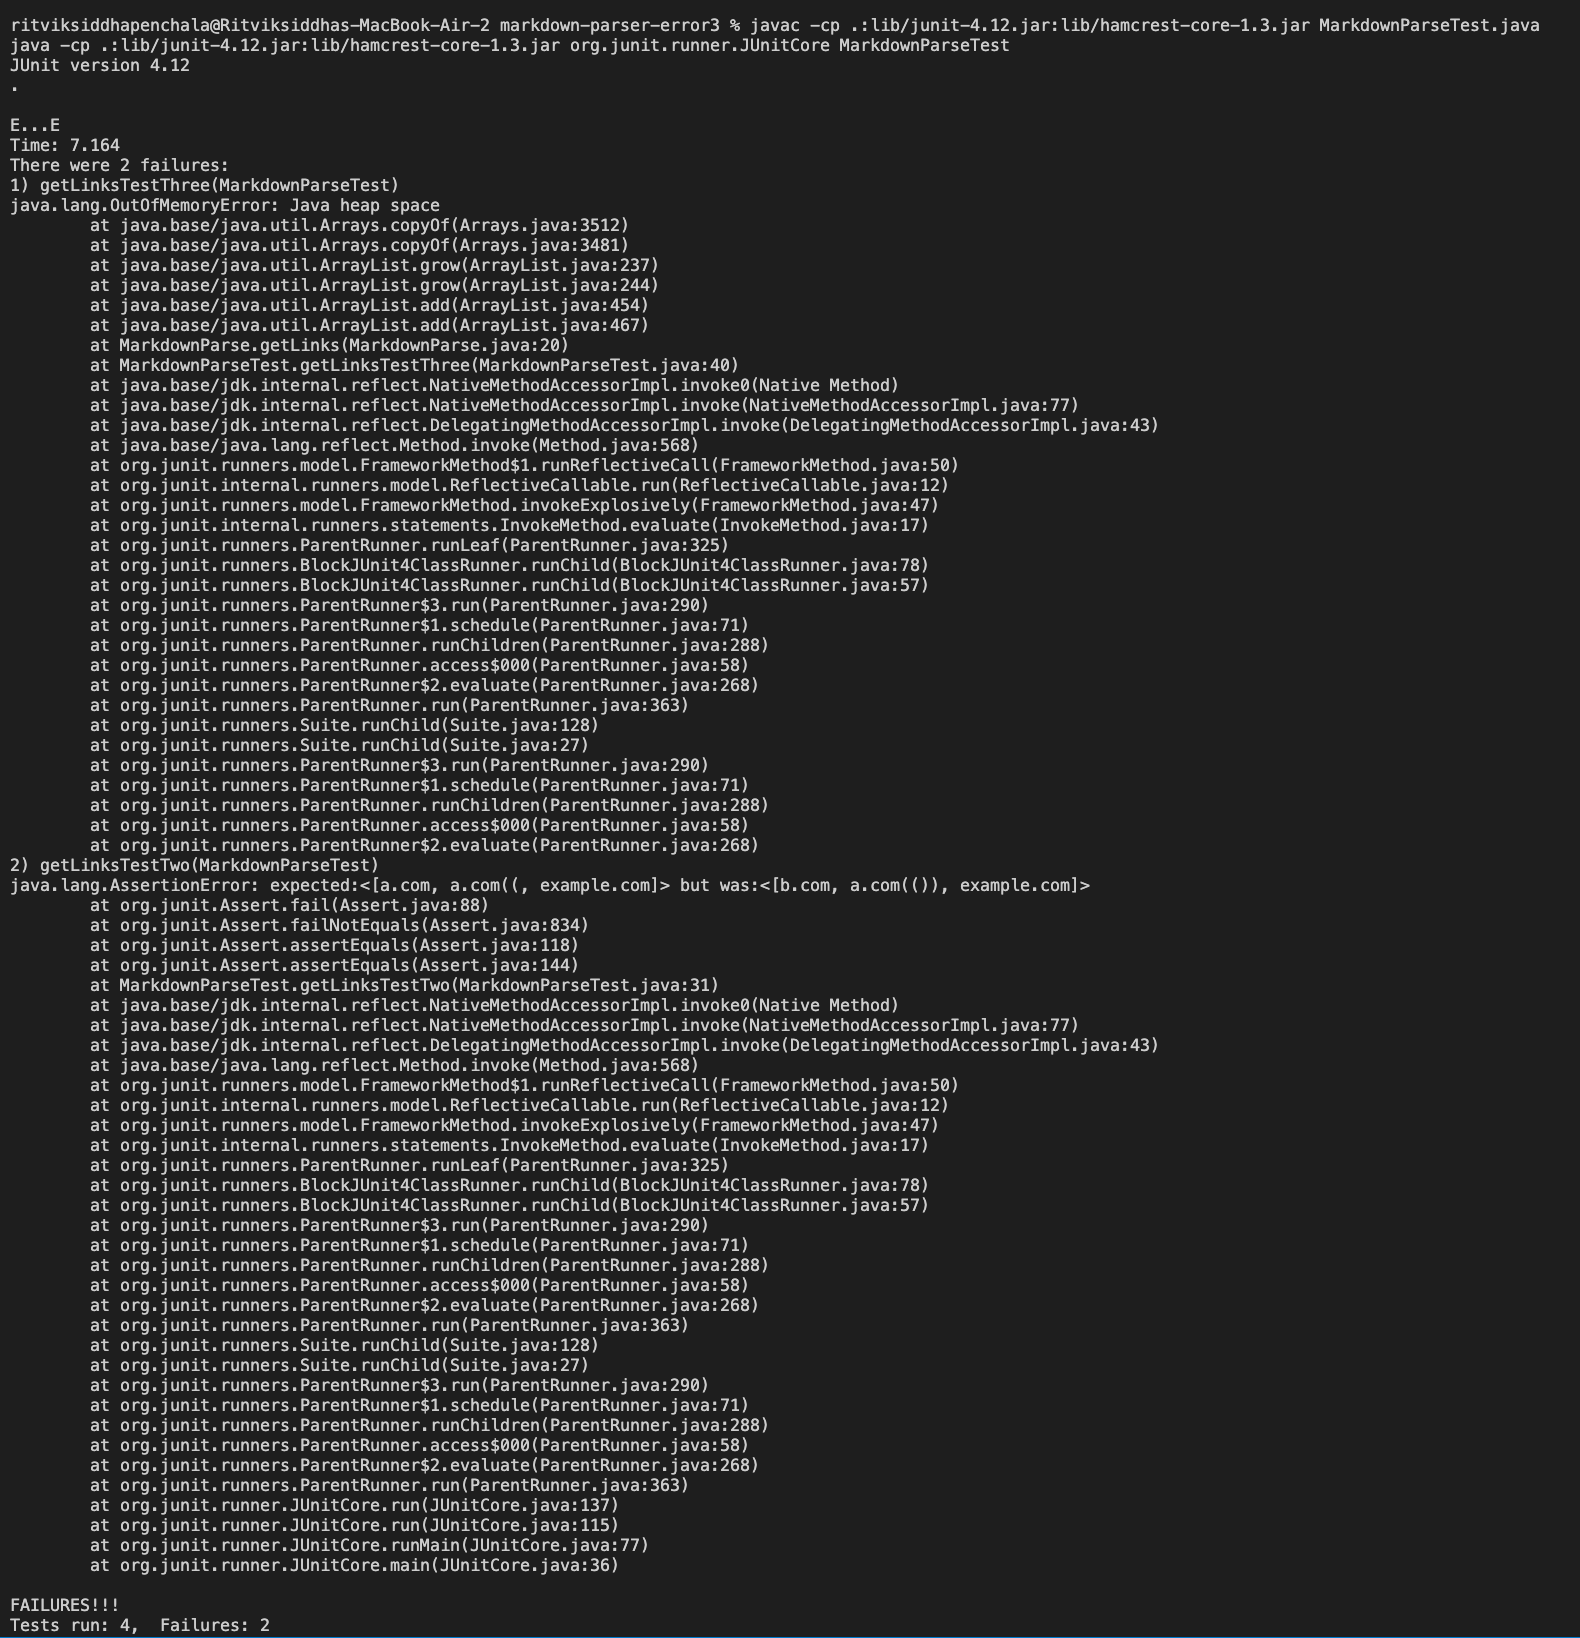 ritviksiddhapenchala@Ritviksiddhas-MacBook-Air-2 markdown-parser-error3 % javac -cp .:lib/junit-4.12.jar:lib/hamcrest-core-1.3.jar MarkdownParseTest.java
java -cp .:lib/junit-4.12.jar:lib/hamcrest-core-1.3.jar org.junit.runner.JUnitCore MarkdownParseTest
JUnit version 4.12
.
E...E
Time: 7.164
There were 2 failures:
1) getLinksTestThree(MarkdownParseTest)
java.lang.OutOfMemoryError: Java heap space
at java.base/java.util.Arrays.copyOf(Arrays.java:3512)
at java.base/java.util.Arrays.copyOf(Arrays.java:3481)
at java.base/java.util.ArrayList.grow(ArrayList.java:237)
at java.base/java.util.ArrayList.grow(ArrayList.java:244)
at java.base/java.util.ArrayList.add(ArrayList.java:454)
at java.base/java.util.ArrayList.add(ArrayList.java:467)
at MarkdownParse.getLinks(MarkdownParse.java:20)
at MarkdownParseTest.getLinksTestThree(MarkdownParseTest.java:40)
at java.base/jdk.internal.reflect.NativeMethodAccessorImpl.invoke0(Native Method)
at java.base/jdk.internal.reflect.NativeMethodAccessorImpl.invoke(NativeMethodAccessorImpl.java:77)
at java.base/jdk.internal.reflect.DelegatingMethodAccessorImpl.invoke(DelegatingMethodAccessorImpl.java:43)
at java.base/java.lang.reflect.Method.invoke(Method.java:568)
at org.junit.runners.model.FrameworkMethod$1.runReflectiveCall(FrameworkMethod.java:50)
at org.junit.internal.runners.model.ReflectiveCallable.run(ReflectiveCallable.java:12)
at org.junit.runners.model.FrameworkMethod.invokeExplosively(FrameworkMethod.java:47)
at org.junit.internal.runners.statements.InvokeMethod.evaluate(InvokeMethod.java:17)
at org.junit.runners.ParentRunner.runLeaf(ParentRunner.java:325)
at org.junit.runners.BlockJUnit4ClassRunner.runChild(BlockJUnit4ClassRunner.java:78)
at org.junit.runners.BlockJUnit4ClassRunner.runChild(BlockJUnit4ClassRunner.java:57)
at org.junit.runners.ParentRunner$3.run(ParentRunner.java:290)
at org.junit.runners.ParentRunner$1.schedule(ParentRunner.java:71)
at org.junit.runners.ParentRunner.runChildren(ParentRunner.java:288)
at org.junit.runners.ParentRunner.access$000(ParentRunner.java:58)
at org.junit.runners.ParentRunner$2.evaluate(ParentRunner.java:268)
at org.junit.runners.ParentRunner.run(ParentRunner.java:363)
at org.junit.runners.Suite.runChild(Suite.java:128)
at org.junit.runners.Suite.runChild(Suite.java:27)
at org.junit.runners.ParentRunner$3.run(ParentRunner.java:290)
at org.junit.runners.ParentRunner$1.schedule(ParentRunner.java:71)
at org.junit.runners.ParentRunner.runChildren(ParentRunner.java:288)
at org.junit.runners.ParentRunner.access$000(ParentRunner.java:58)
at org.junit.runners.ParentRunner$2.evaluate(ParentRunner.java:268)
2) getLinksTestTwo(MarkdownParseTest)
java.lang.AssertionError: expected:<[a.com, a.com((, example.com]> but was:<[b.com, a.com(()), example.com]>
at org.junit.Assert.fail(Assert.java:88)
at org.junit.Assert.failNotEquals(Assert.java:834)
at org.junit.Assert.assertEquals(Assert.java:118)
at org.junit.Assert.assertEquals(Assert.java:144)
at MarkdownParseTest.getLinksTestTwo(MarkdownParseTest.java:31)
at java.base/jdk.internal.reflect.NativeMethodAccessorImpl.invoke0(Native Method)
at java.base/jdk.internal.reflect.NativeMethodAccessorImpl.invoke(NativeMethodAccessorImpl.java:77)
at java.base/jdk.internal.reflect.DelegatingMethodAccessorImpl.invoke(DelegatingMethodAccessorImpl.java:43)
at java.base/java.lang.reflect.Method.invoke(Method.java:568)
at org.junit.runners.model.FrameworkMethod$1.runReflectiveCall(FrameworkMethod.java:50)
at org.junit.internal.runners.model.ReflectiveCallable.run(ReflectiveCallable.java:12)
at org.junit.runners.model.FrameworkMethod.invokeExplosively(FrameworkMethod.java:47)
at org.junit.internal.runners.statements.InvokeMethod.evaluate(InvokeMethod.java:17)
at org.junit.runners.ParentRunner.runLeaf(ParentRunner.java:325)
at org.junit.runners.BlockJUnit4ClassRunner.runChild(BlockJUnit4ClassRunner.java:78)
at org.junit.runners.BlockJUnit4ClassRunner.runChild(BlockJUnit4ClassRunner.java:57)
at org.junit.runners.ParentRunner$3.run(ParentRunner.java:290)
at org.junit.runners.ParentRunner$1.schedule(ParentRunner.java:71)
at org.junit.runners.ParentRunner.runChildren(ParentRunner.java:288)
at org.junit.runners.ParentRunner.access$000(ParentRunner.java:58)
at org.junit.runners.ParentRunner$2.evaluate(ParentRunner.java:268)
at org.junit.runners.ParentRunner.run(ParentRunner.java:363)
at org.junit.runners.Suite.runChild(Suite.java:128)
at org.junit.runners.Suite.runChild(Suite.java:27)
at org.junit.runners.ParentRunner$3.run(ParentRunner.java:290)
at org.junit.runners.ParentRunner$1.schedule(ParentRunner.java:71)
at org.junit.runners.ParentRunner.runChildren(ParentRunner.java:288)
at org.junit.runners.ParentRunner.access$000(ParentRunner.java:58)
at org.junit.runners.ParentRunner$2.evaluate(ParentRunner.java:268)
at org.junit.runners.ParentRunner.run(ParentRunner.java:363)
at org.junit.runner.JUnitCore.run(JUnitCore.java:137)
at org.junit.runner.JUnitCore.run(JUnitCore.java:115)
at org.junit.runner.JUnitCore.runMain(JUnitCore.java:77)
at org.junit.runner.JUnitCore.main(JUnitCore.java:36)
FAILURES!!!
Tests run: 4,  Failures: 2